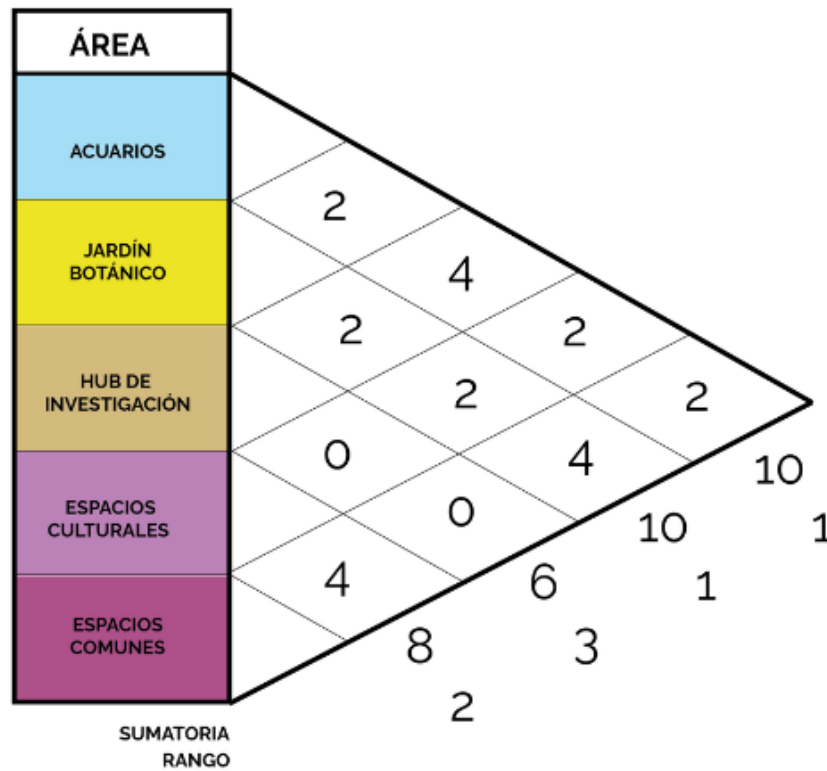 ÁREA
ACUARIOS
JARDÍN
BOTÁNICO
HUB DE
INVESTIGACIÓN
ESPACIOS
CULTURALES
ESPACIOS
COMUNES
2
4
2
2
2
2
0
4
0
4
10
10
6
8
1
1
3
2
SUMATORIA
RANGO